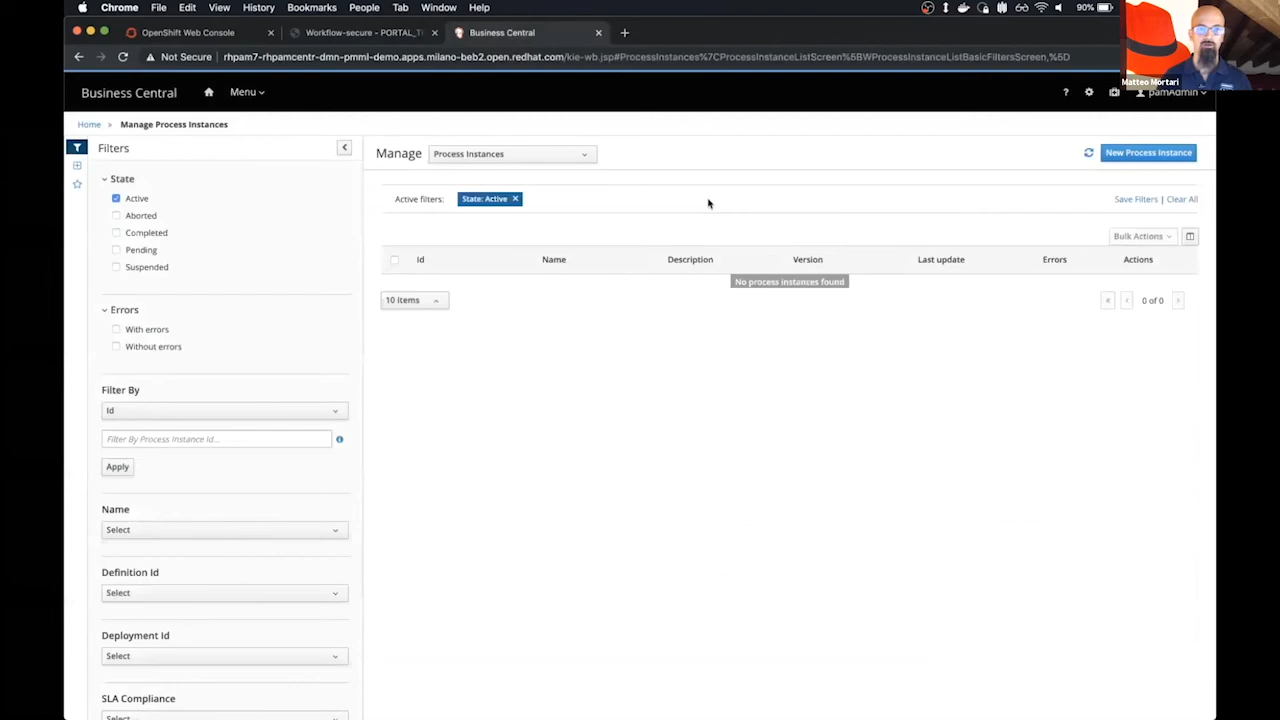 Chrome File Edit View History Bookmarks People Tab Window Help 90%
OpenShift Web Console Workflow-secure - PORTAL_T Business Central
Not Secure rhpam7-rhpamcentr-dmn-pmml-demo.apps.milano-beb2.open.redhat.com/kie-wb.jsp#ProcessInstances%7CProcessInstanceListScreen%5BWProcessInstanceListBasicFiltersScreen,%5D
Matteo Mortari
Business Central Menu ? pamAdmin
Home » Manage Process Instances
Filters
Manage Process Instances New Process Instance
State
Active
Aborted
Completed
Pending
Suspended
Active filters: State: Active × Save Filters | Clear All
Bulk Actions
Id Name Description Version Last update Errors Actions
No process instances found
10 items « ‹ 0 of 0 ›
Errors
With errors
Without errors
Filter By
Id
Filter By Process Instance Id...
Apply
Name
Select
Definition Id
Select
Deployment Id
Select
SLA Compliance
Select